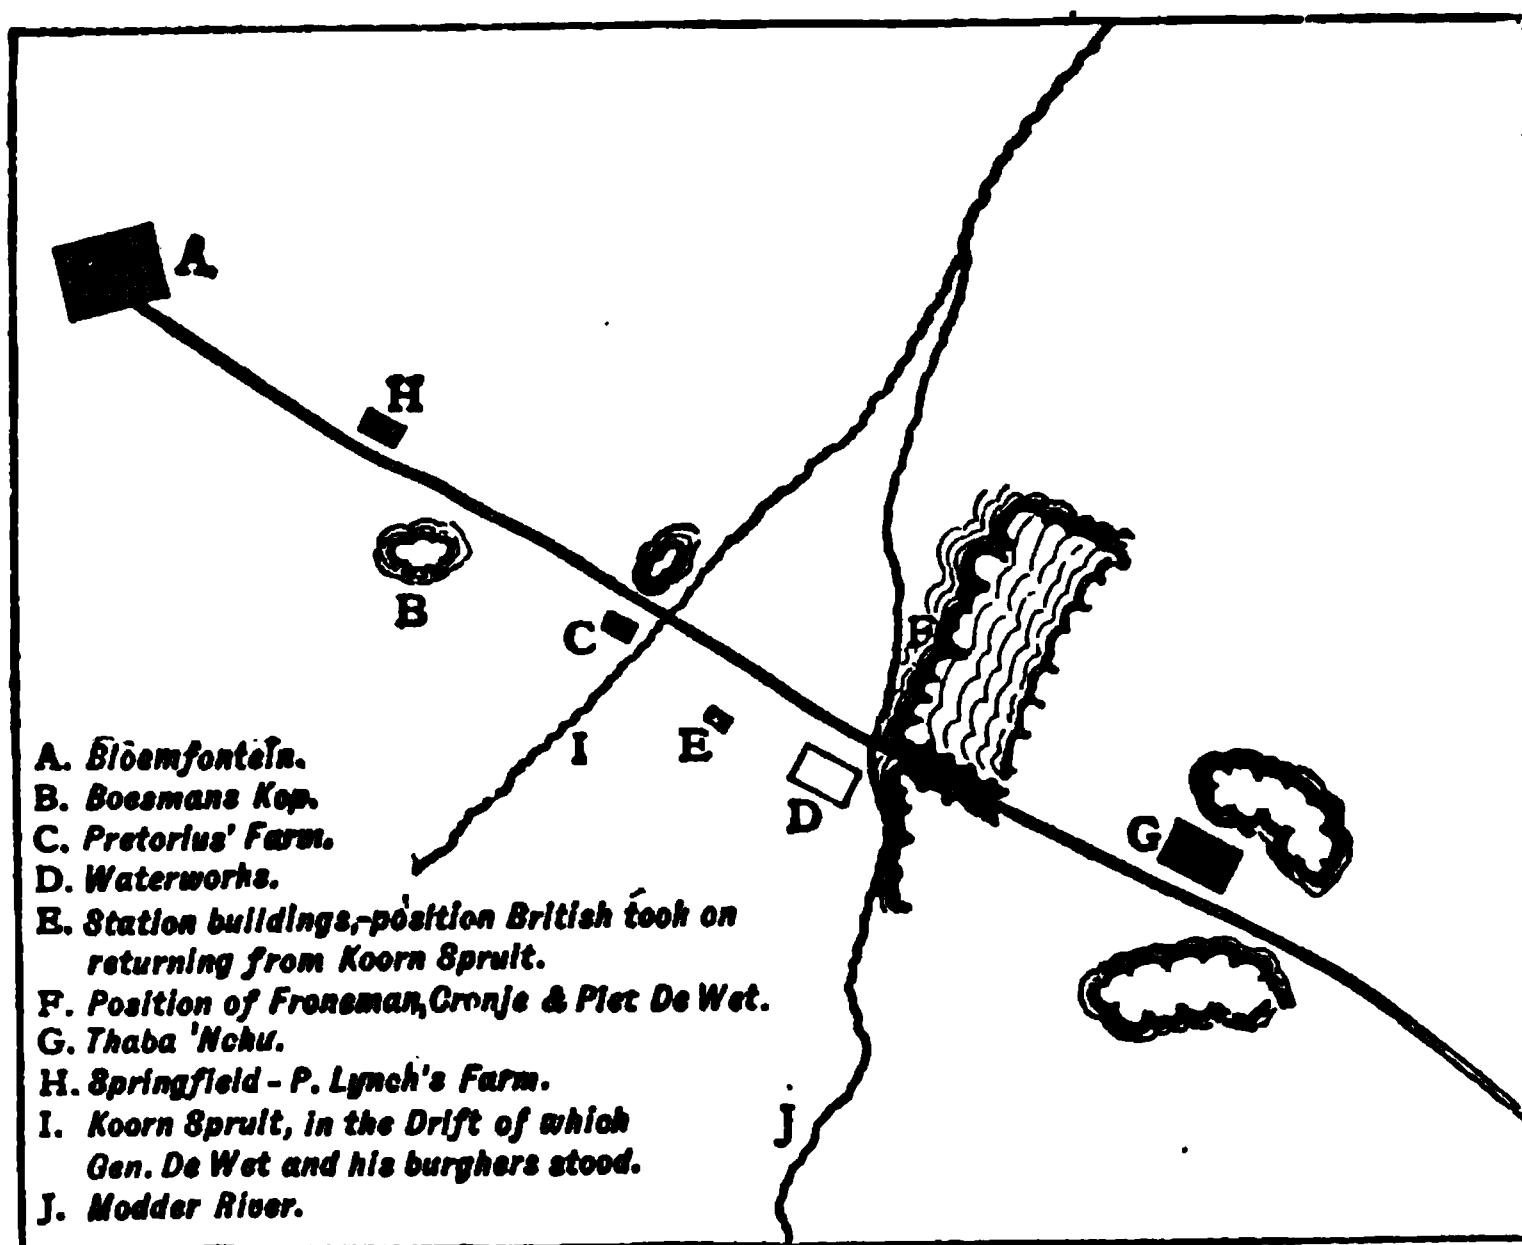 A
H
B
C
F
I
E
D
G
A. Bloemfontein.
B. Boesmans Kop.
C. Pretorius' Farm.
D. Waterworks.
E. Station buildings,-position British took on
returning from Koorn Spruit.
F. Position of Froneman, Cronje & Piet De Wet.
G. Thaba 'Nchu.
H. Springfield - P. Lynch's Farm.
I. Koorn Spruit, in the Drift of which
Gen. De Wet and his burghers stood.
J. Modder River.
J